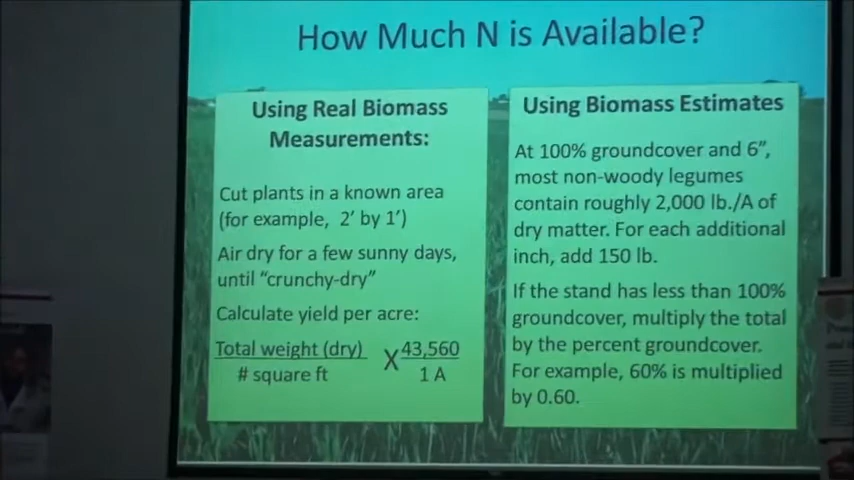 How Much N is Available?
Using Real Biomass
Measurements:
Cut plants in a known area
(for example, 2' by 1')
Air dry for a few sunny days,
until "crunchy-dry"
Calculate yield per acre:
Total weight (dry) X 43,560
# square ft 1 A
Using Biomass Estimates
At 100% groundcover and 6”,
most non-woody legumes
contain roughly 2,000 lb./A of
dry matter. For each additional
inch, add 150 lb.
If the stand has less than 100%
groundcover, multiply the total
by the percent groundcover.
For example, 60% is multiplied
by 0.60.